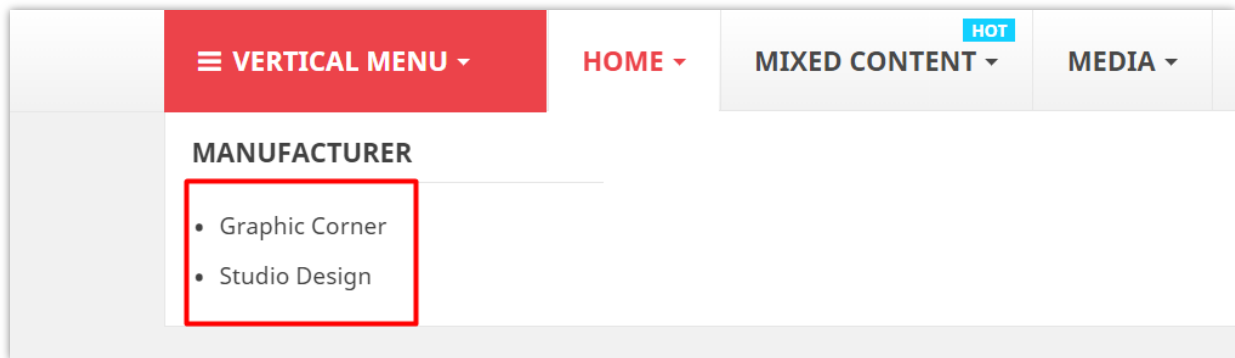 HOT
VERTICAL MENU HOME MIXED CONTENT MEDIA
MANUFACTURER
Graphic Corner
Studio Design